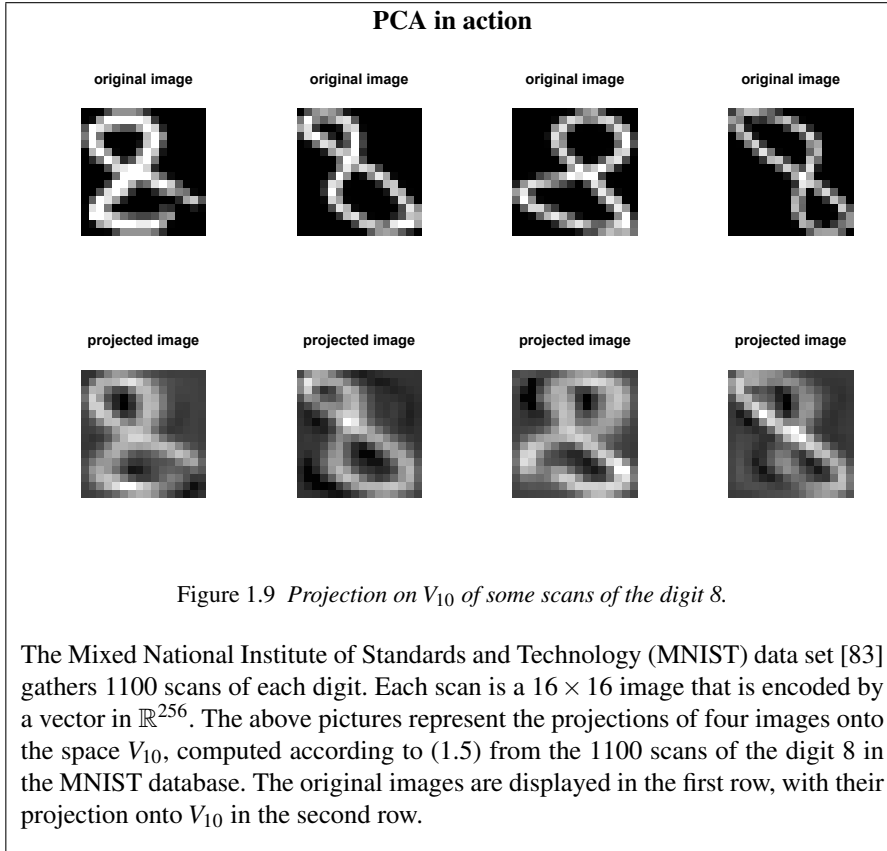 PCA in action
original image original image original image original image
projected image projected image projected image projected image
Figure 1.9 Projection on V₁₀ of some scans of the digit 8.
The Mixed National Institute of Standards and Technology (MNIST) data set [83]
gathers 1100 scans of each digit. Each scan is a 16 × 16 image that is encoded by
a vector in ℝ²⁵⁶. The above pictures represent the projections of four images onto
the space V₁₀, computed according to (1.5) from the 1100 scans of the digit 8 in
the MNIST database. The original images are displayed in the first row, with their
projection onto V₁₀ in the second row.